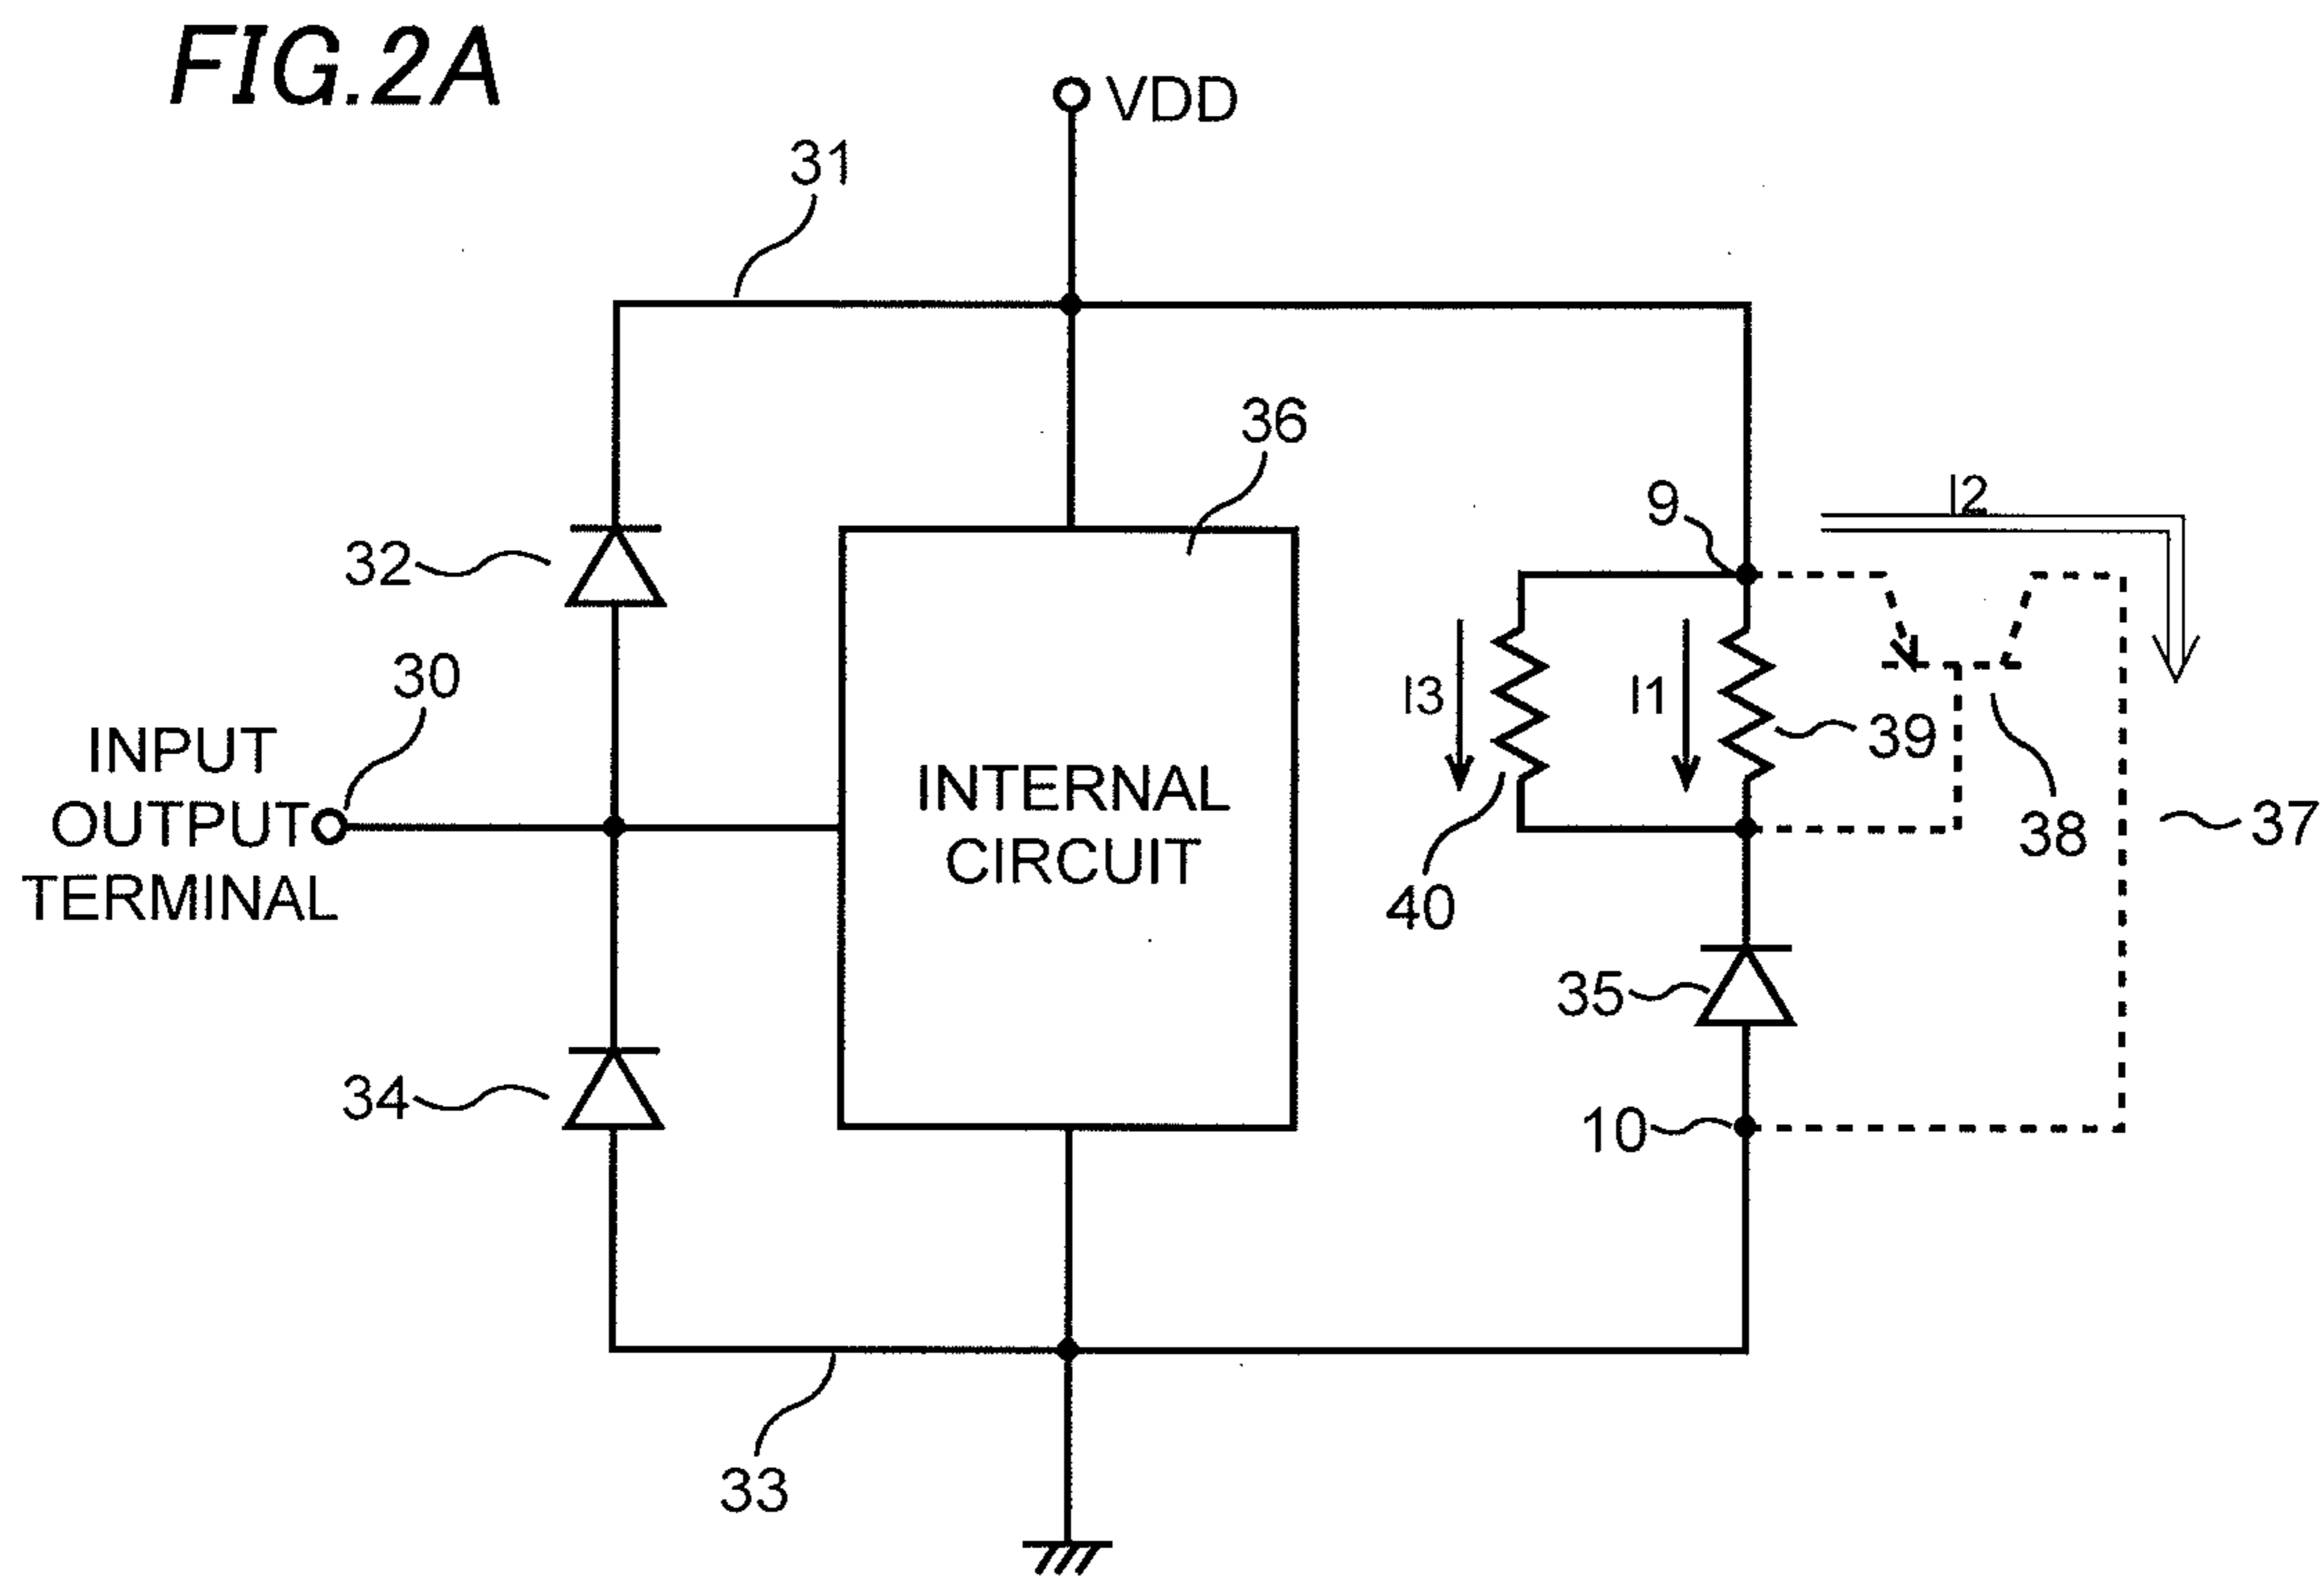 FIG.2A
VDD
31
36
9
I2
32
30
I3
I1
39
INPUT
OUTPUT
TERMINAL
INTERNAL
CIRCUIT
38
37
40
35
34
10
33